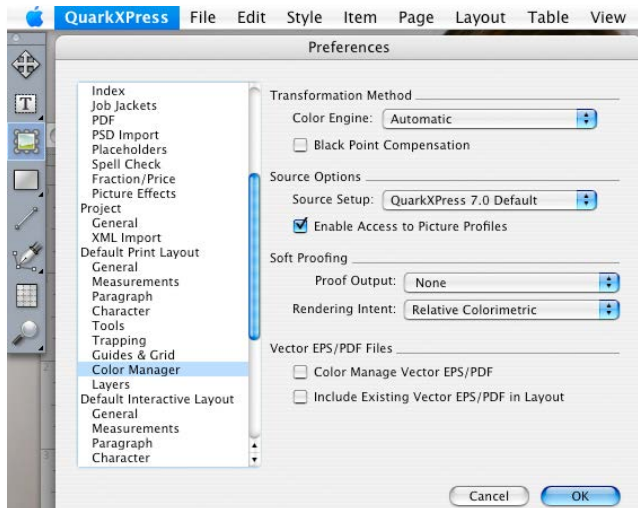 QuarkXPress File Edit Style Item Page Layout Table View
Preferences
Index
Job Jackets
PDF
PSD Import
Placeholders
Spell Check
Fraction/Price
Picture Effects
Project
General
XML Import
Default Print Layout
General
Measurements
Paragraph
Character
Tools
Trapping
Guides & Grid
Color Manager
Layers
Default Interactive Layout
General
Measurements
Paragraph
Character
Transformation Method
Color Engine: Automatic
Black Point Compensation
Source Options
Source Setup: QuarkXPress 7.0 Default
Enable Access to Picture Profiles
Soft Proofing
Proof Output: None
Rendering Intent: Relative Colorimetric
Vector EPS/PDF Files
Color Manage Vector EPS/PDF
Include Existing Vector EPS/PDF in Layout
Cancel OK
T
2
3